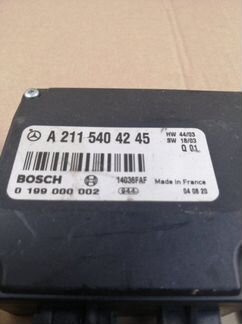 A 211 540 42 45
HW 44/03
SW 18/03
Q 01
BOSCH
14036FAF
Made in France
0 199 000 002
044
04 08 20